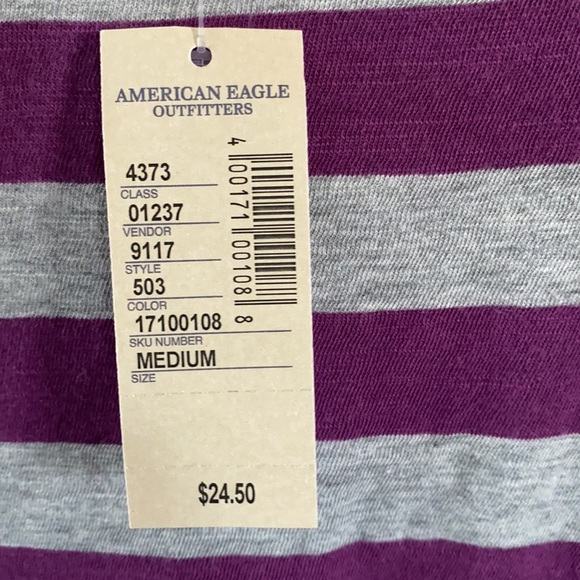 AMERICAN EAGLE
OUTFITTERS
4373
CLASS
01237
VENDOR
9117
STYLE
503
COLOR
17100108
SKU NUMBER
MEDIUM
SIZE
4 00171 00108 8
$24.50